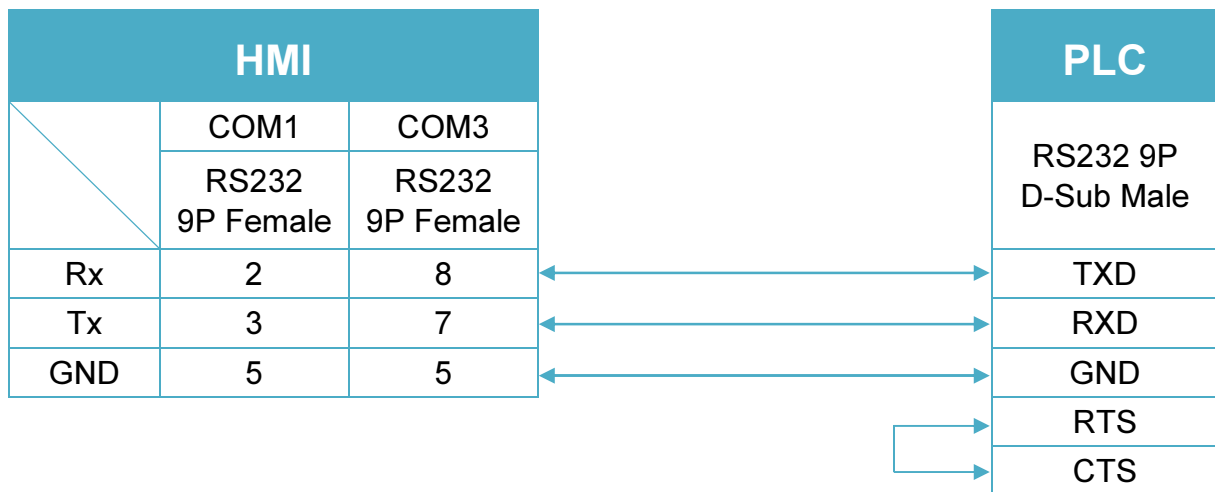 HMI PLC
COM1 COM3
RS232 9P Female RS232 9P Female RS232 9P D-Sub Male
Rx 2 8 TXD
Tx 3 7 RXD
GND 5 5 GND
RTS
CTS